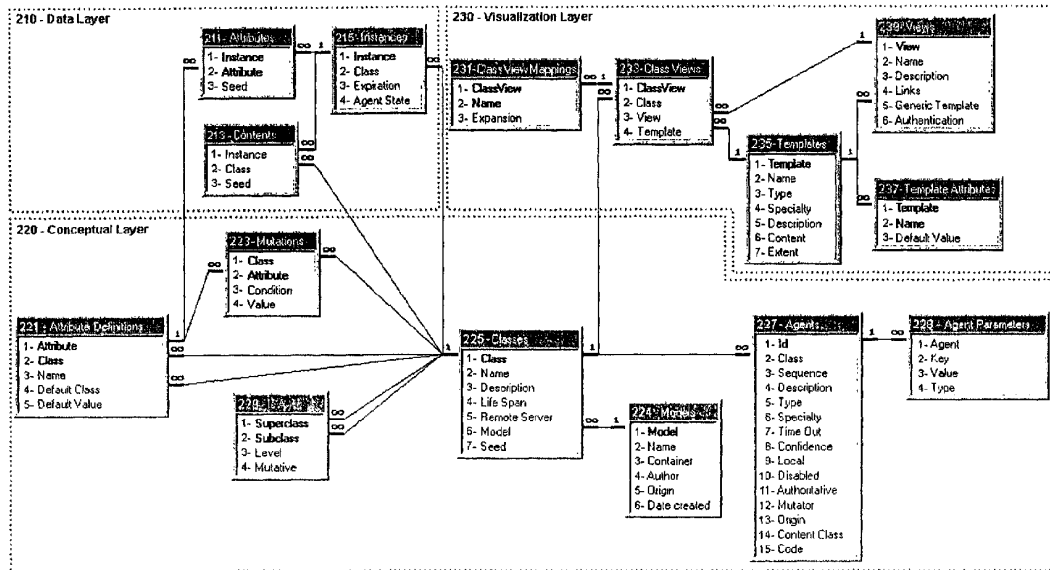 210 - Data Layer
211 - Attributes
1- Instance
2- Attribute
3- Seed
215- Instances
1- Instance
2- Class
3- Expiration
4- Agent State
213 - Contents
1- Instance
2- Class
3- Seed
230 - Visualization Layer
231-Class View Mappings
1- ClassView
2- Name
3- Expansion
233- Class Views
1- ClassView
2- Class
3- View
4- Template
Views
1- View
2- Name
3- Description
4- Links
5- Generic Template
6- Authentication
235- Templates
1- Template
2- Name
3- Type
4- Specialty
5- Description
6- Content
7- Extent
237-Template Attributes
1- Template
2- Name
3- Default Value
220 - Conceptual Layer
223- Mutations
1- Class
2- Attribute
3- Condition
4- Value
221 - Attribute Definitions
1- Attribute
2- Class
3- Name
4- Default Class
5- Default Value
1- Superclass
2- Subclass
3- Level
4- Mutative
225- Classes
1- Class
2- Name
3- Description
4- Life Span
5- Remote Server
6- Model
7- Seed
224- Models
1- Model
2- Name
3- Container
4- Author
5- Origin
6- Date created
227- Agents
1- Id
2- Class
3- Sequence
4- Description
5- Type
6- Specialty
7- Time Out
8- Confidence
9- Local
10- Disabled
11- Authoritative
12- Mutator
13- Origin
14- Content Class
15- Code
228 - Agent Parameters
1- Agent
2- Key
3- Value
4- Type
1
∞